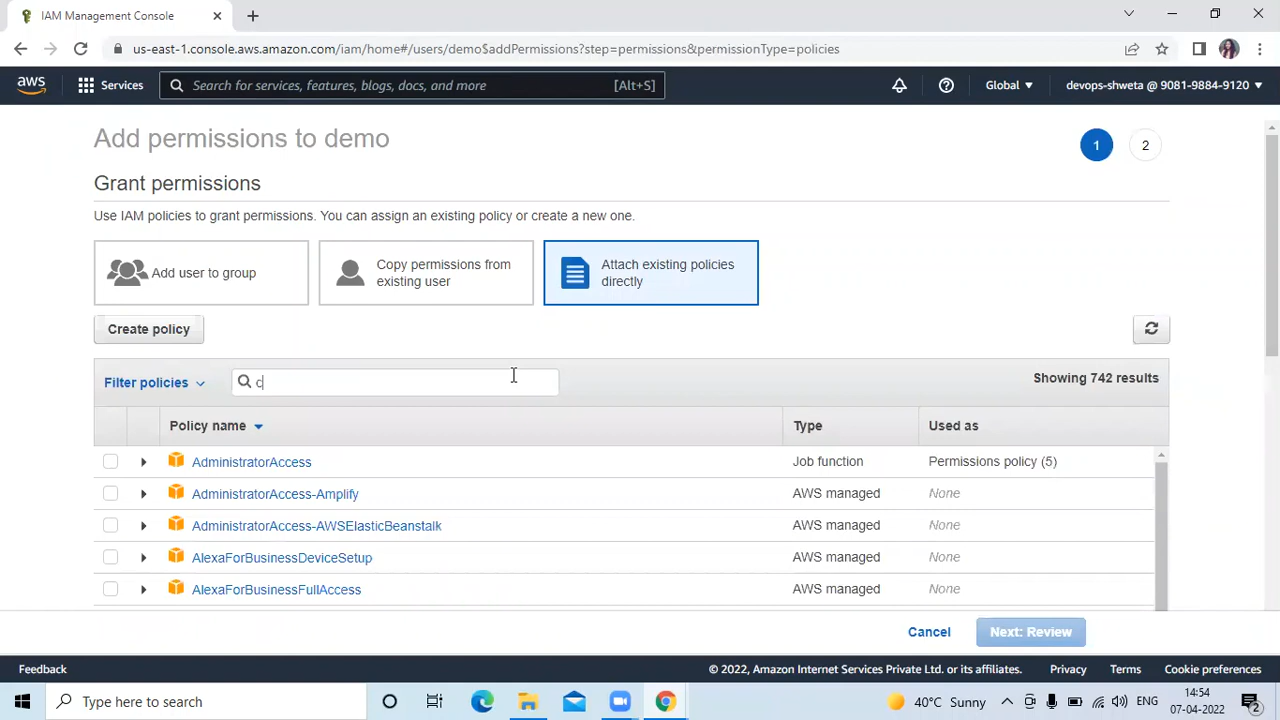 IAM Management Console
us-east-1.console.aws.amazon.com/iam/home#/users/demo$addPermissions?step=permissions&permissionType=policies
aws
Services
Search for services, features, blogs, docs, and more
[Alt+S]
Global
devops-shweta @ 9081-9884-9120
Add permissions to demo
1
2
Grant permissions
Use IAM policies to grant permissions. You can assign an existing policy or create a new one.
Add user to group
Copy permissions from
existing user
Attach existing policies
directly
Create policy
Filter policies
c
Showing 742 results
Policy name
Type
Used as
AdministratorAccess
Job function
Permissions policy (5)
AdministratorAccess-Amplify
AWS managed
None
AdministratorAccess-AWSElasticBeanstalk
AWS managed
None
AlexaForBusinessDeviceSetup
AWS managed
None
AlexaForBusinessFullAccess
AWS managed
None
Cancel
Next: Review
Feedback
© 2022, Amazon Internet Services Private Ltd. or its affiliates.
Privacy
Terms
Cookie preferences
Type here to search
40°C Sunny
ENG
14:54
07-04-2022
2